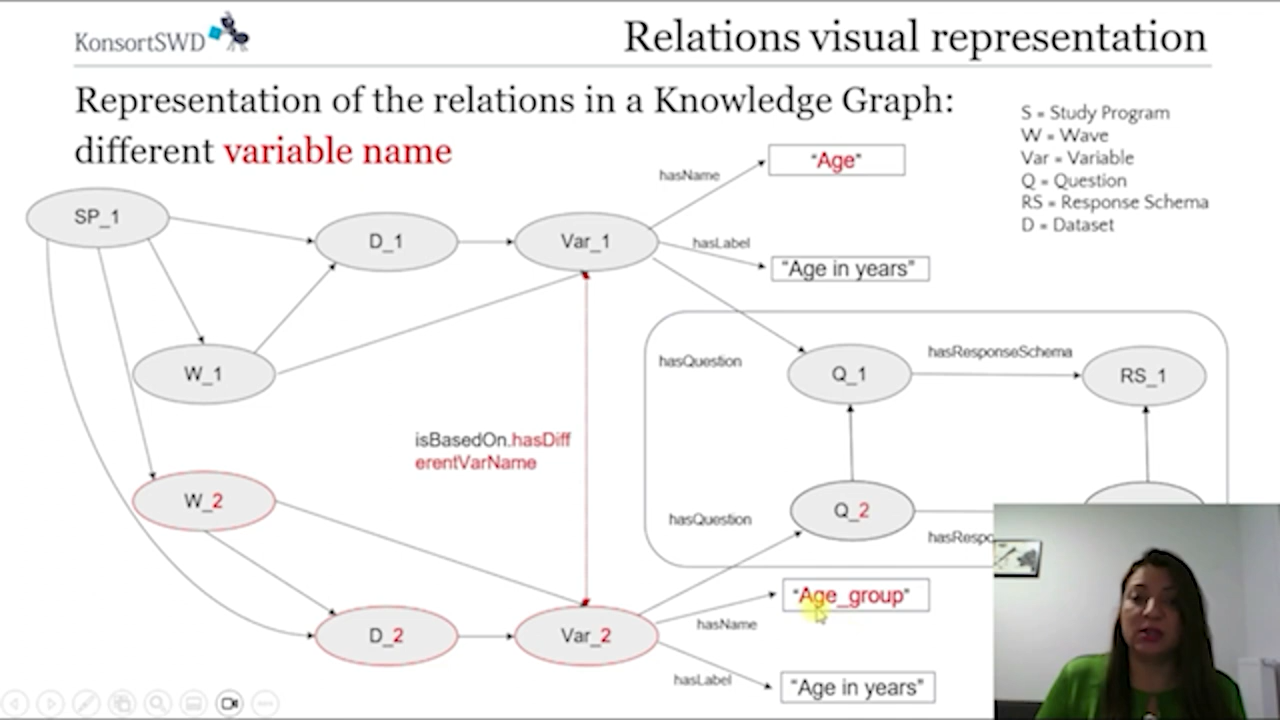 KonsortSWD
Relations visual representation
Representation of the relations in a Knowledge Graph:
different variable name
S = Study Program
W = Wave
Var = Variable
Q = Question
RS = Response Schema
D = Dataset
SP_1
D_1
Var_1
hasName
"Age"
hasLabel
"Age in years"
W_1
hasQuestion
Q_1
hasResponseSchema
RS_1
isBasedOn.hasDiff
erentVarName
W_2
hasQuestion
Q_2
hasRespo
D_2
Var_2
hasName
"Age_group"
hasLabel
"Age in years"